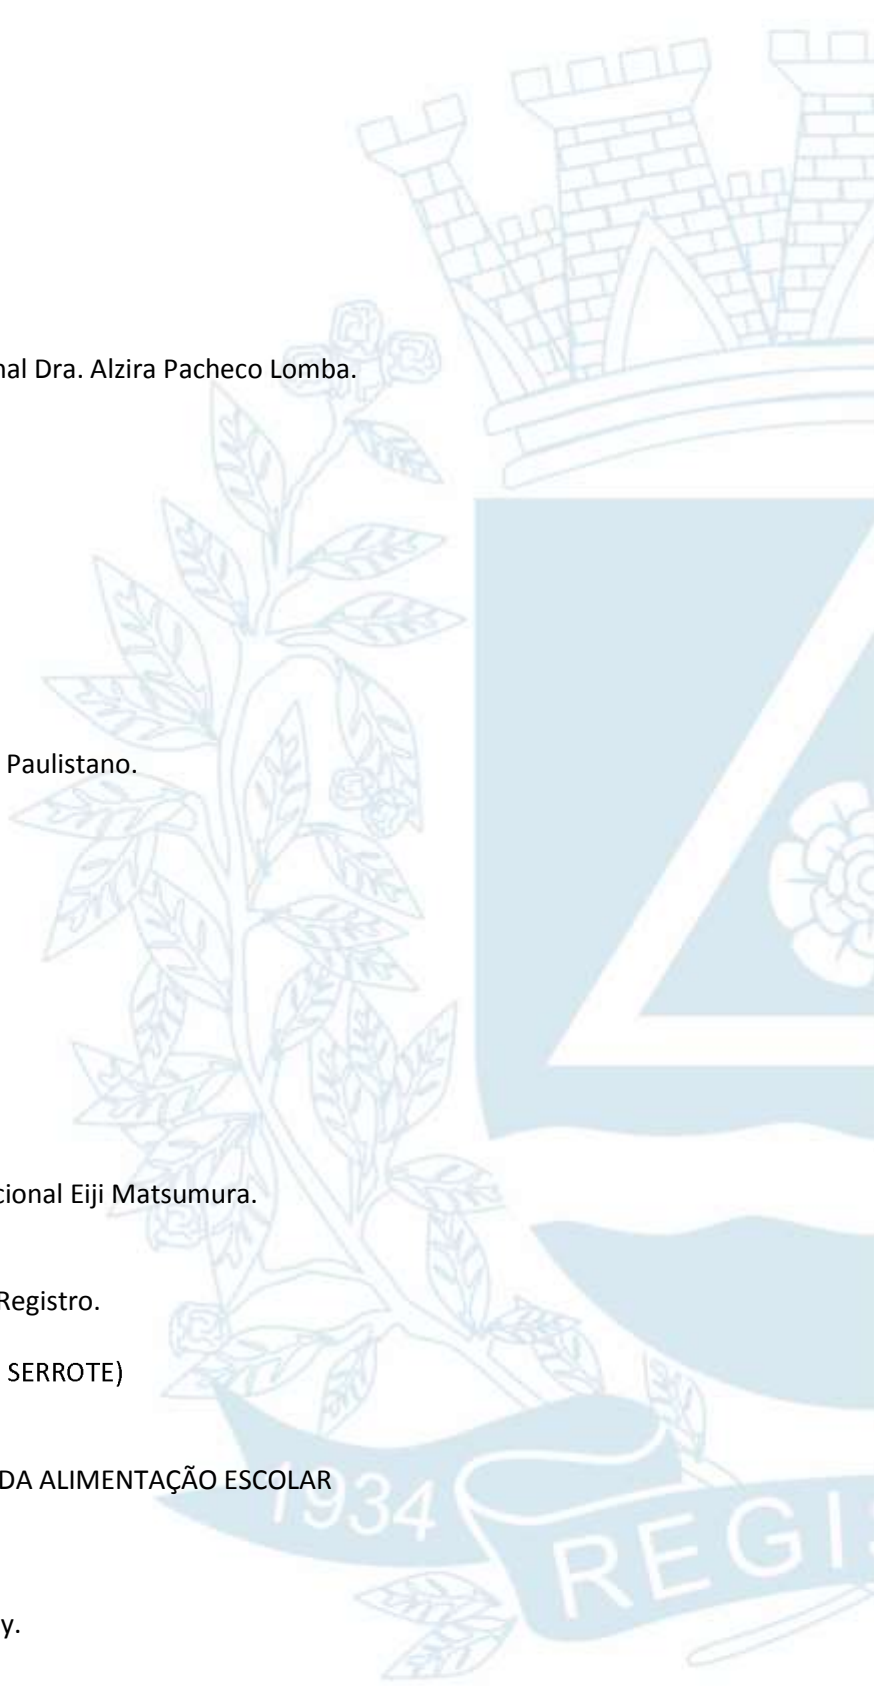 nal Dra. Alzira Pacheco Lomba.
Paulistano.
cional Eiji Matsumura.
Registro.
SERROTE)
DA ALIMENTAÇÃO ESCOLAR
1934
REGIS
y.